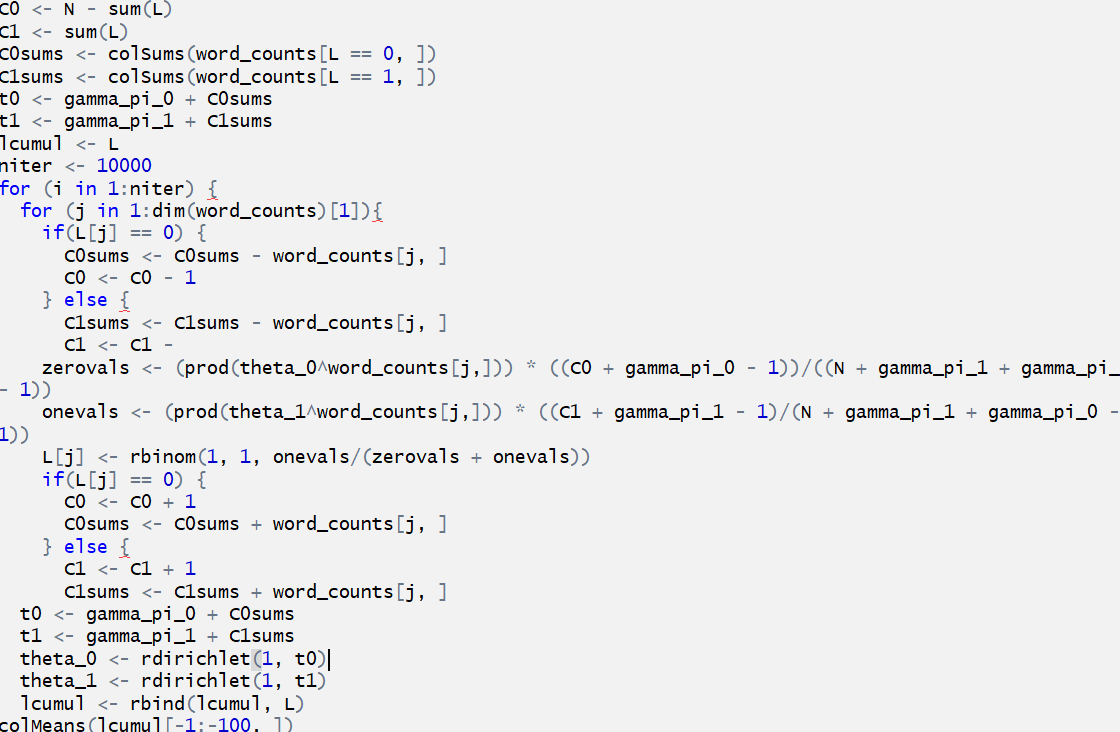 C0 <- N - sum(L)
C1 <- sum(L)
C0sums <- colSums(word_counts[L == 0, ])
C1sums <- colSums(word_counts[L == 1, ])
t0 <- gamma_pi_0 + C0sums
t1 <- gamma_pi_1 + C1sums
lcumul <- L
niter <- 10000
for (i in 1:niter) {
  for (j in 1:dim(word_counts)[1]){
    if(L[j] == 0) {
      C0sums <- C0sums - word_counts[j, ]
      C0 <- C0 - 1
    } else {
      C1sums <- C1sums - word_counts[j, ]
      C1 <- C1 -
    zerovals <- (prod(theta_0^word_counts[j,])) * ((C0 + gamma_pi_0 - 1))/((N + gamma_pi_1 + gamma_pi_
- 1))
    onevals <- (prod(theta_1^word_counts[j,])) * ((C1 + gamma_pi_1 - 1)/(N + gamma_pi_1 + gamma_pi_0 -
1))
    L[j] <- rbinom(1, 1, onevals/(zerovals + onevals))
    if(L[j] == 0) {
      C0 <- C0 + 1
      C0sums <- C0sums + word_counts[j, ]
    } else {
      C1 <- C1 + 1
      C1sums <- C1sums + word_counts[j, ]
  t0 <- gamma_pi_0 + C0sums
  t1 <- gamma_pi_1 + C1sums
  theta_0 <- rdirichlet(1, t0)
  theta_1 <- rdirichlet(1, t1)
  lcumul <- rbind(lcumul, L)
colMeans(lcumul[-1:-100, ])